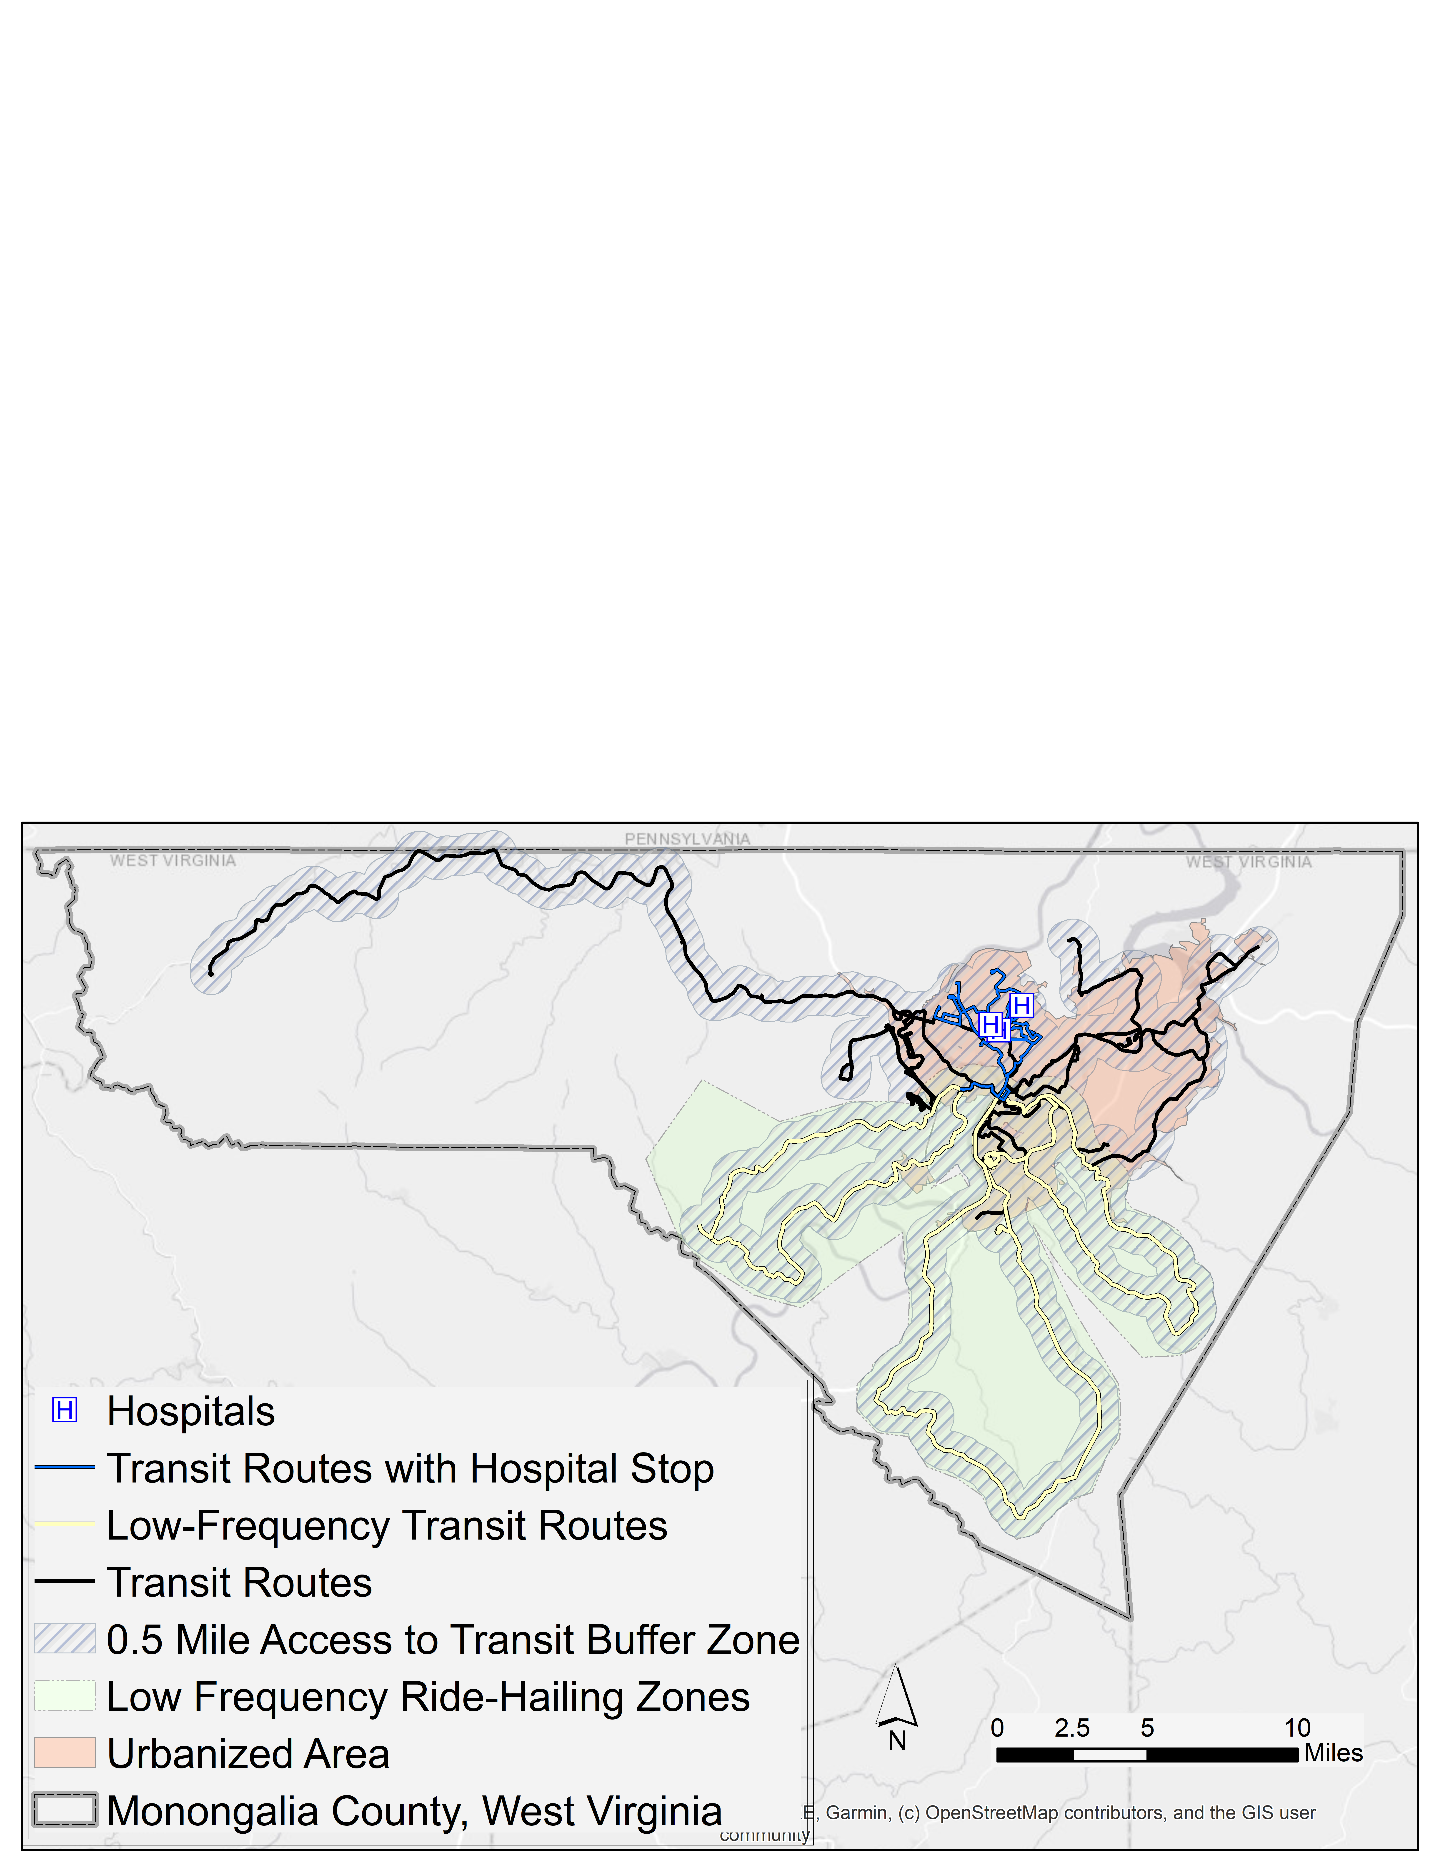 PENNSYLVANIA
WEST VIRGINIA
WEST VIRGINIA
H
H
H
H Hospitals
Transit Routes with Hospital Stop
Low-Frequency Transit Routes
Transit Routes
0.5 Mile Access to Transit Buffer Zone
Low Frequency Ride-Hailing Zones
Urbanized Area
Monongalia County, West Virginia
N
0 2.5 5 10
Miles
E, Garmin, (c) OpenStreetMap contributors, and the GIS user
community